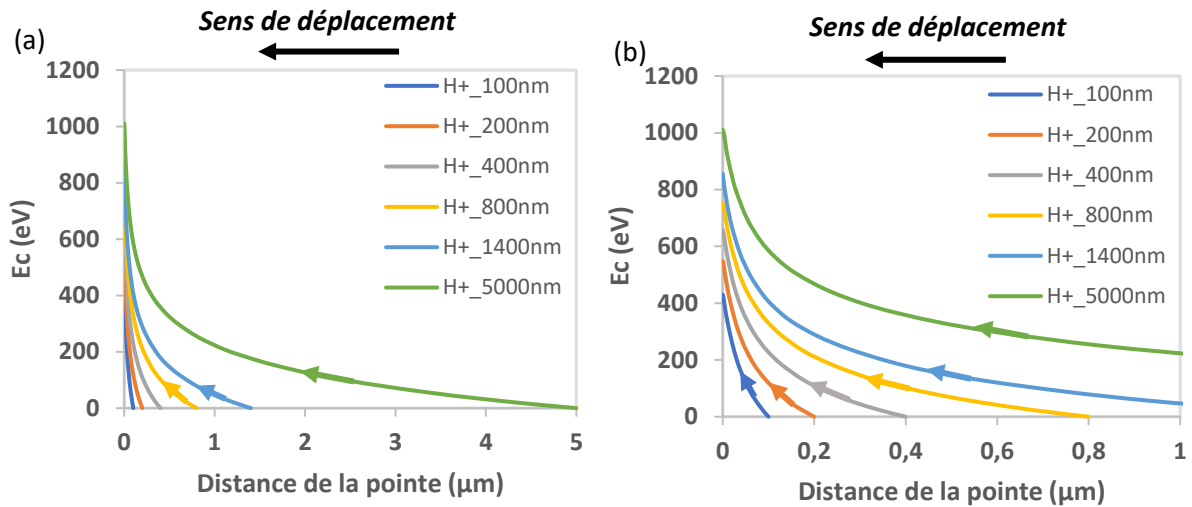 (a)
Sens de déplacement
1200
1000
800
600
400
200
0
0
1
2
3
4
5
Ec (eV)
Distance de la pointe (µm)
H+_100nm
H+_200nm
H+_400nm
H+_800nm
H+_1400nm
H+_5000nm
(b)
Sens de déplacement
1200
1000
800
600
400
200
0
0
0,2
0,4
0,6
0,8
1
Ec (eV)
Distance de la pointe (µm)
H+_100nm
H+_200nm
H+_400nm
H+_800nm
H+_1400nm
H+_5000nm